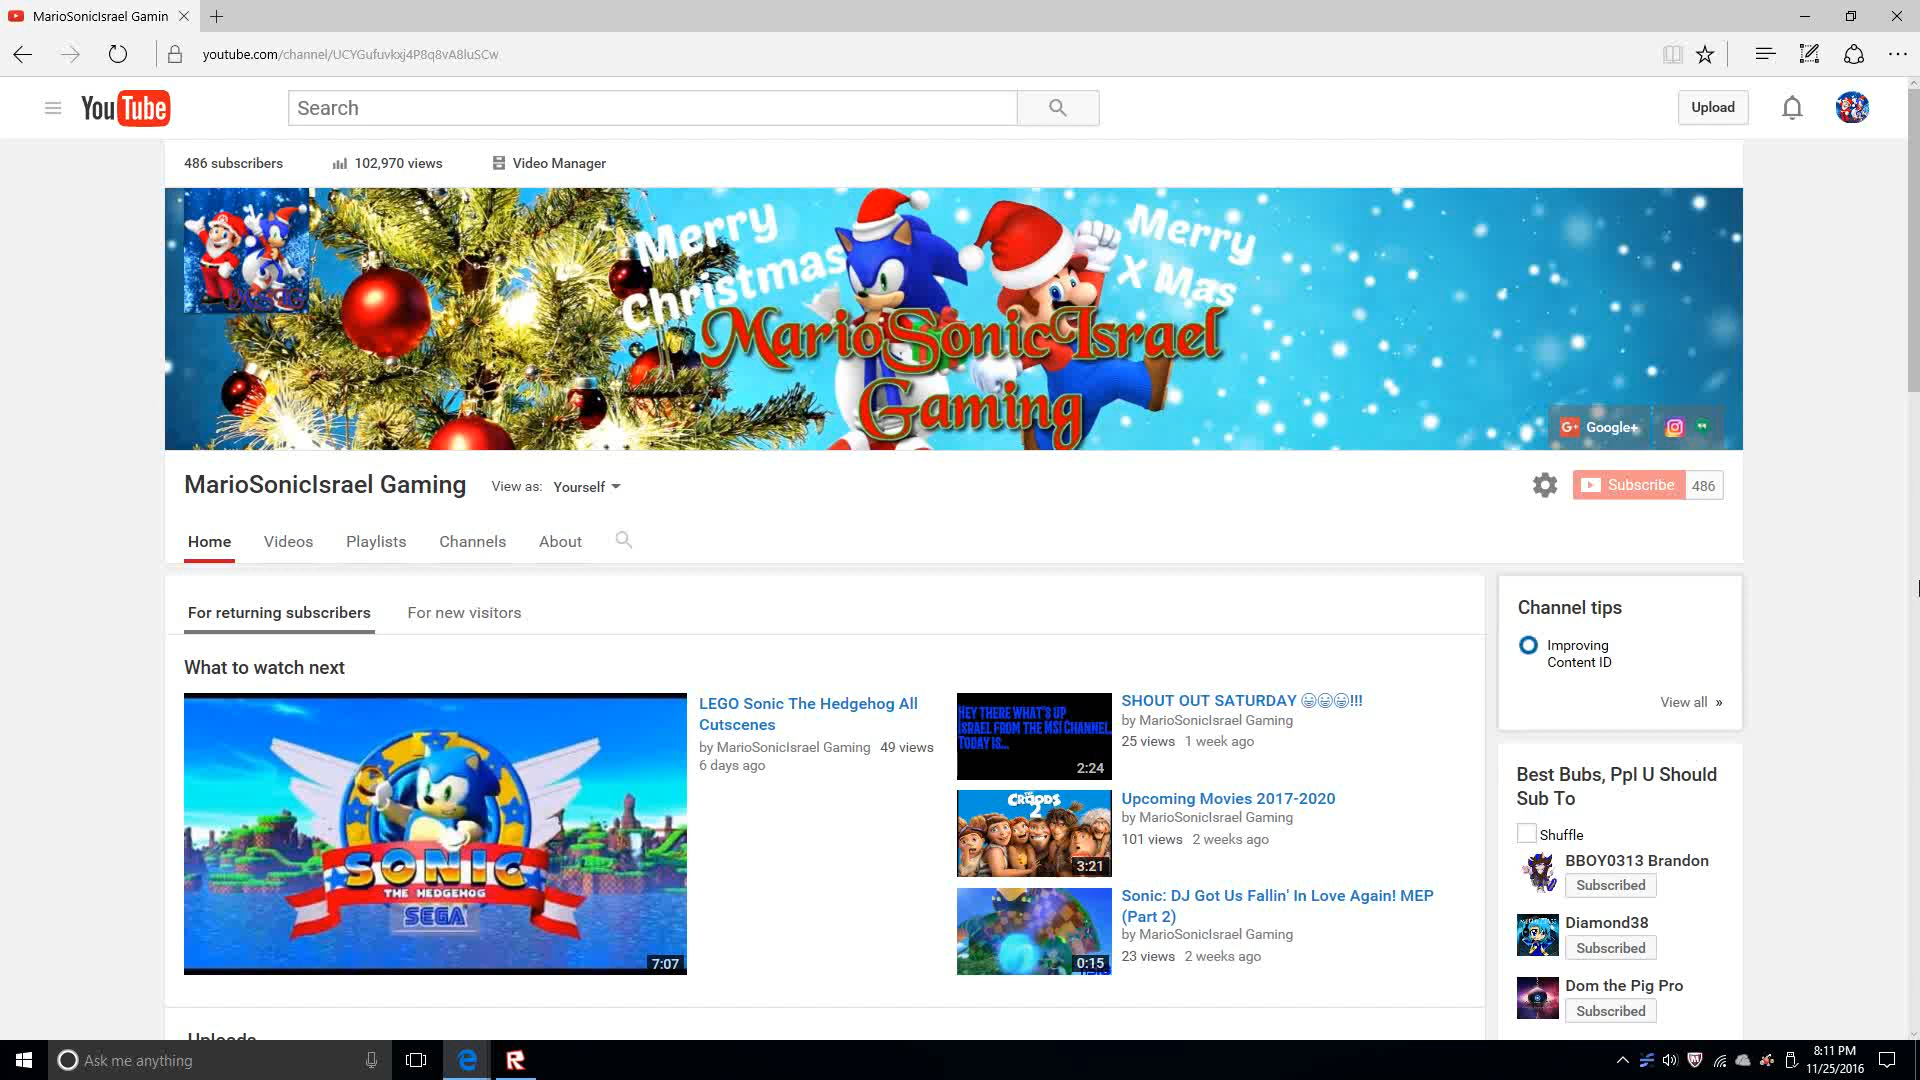 MarioSonicIsrael Gamin
youtube.com/channel/UCYGufuvkxj4P8q8vA8luSCw
YouTube
Search
Upload
486 subscribers
102,970 views
Video Manager
Merry Christmas
Merry X Mas
MarioSonicIsrael
Gaming
Google+
MarioSonicIsrael Gaming
View as: Yourself
Subscribe 486
Home
Videos
Playlists
Channels
About
For returning subscribers
For new visitors
What to watch next
SONIC
THE HEDGEHOG
SEGA
7:07
LEGO Sonic The Hedgehog All
Cutscenes
by MarioSonicIsrael Gaming 49 views
6 days ago
HEY THERE WHAT'S UP
ISRAEL FROM THE MSI CHANNEL.
TODAY IS...
2:24
SHOUT OUT SATURDAY 😄😄😄!!!
by MarioSonicIsrael Gaming
25 views 1 week ago
THE
CROODS
2
3:21
Upcoming Movies 2017-2020
by MarioSonicIsrael Gaming
101 views 2 weeks ago
0:15
Sonic: DJ Got Us Fallin' In Love Again! MEP
(Part 2)
by MarioSonicIsrael Gaming
23 views 2 weeks ago
Uploads
Channel tips
Improving
Content ID
View all »
Best Bubs, Ppl U Should
Sub To
Shuffle
BBOY0313 Brandon
Subscribed
Diamond38
Subscribed
Dom the Pig Pro
Subscribed
Ask me anything
8:11 PM
11/25/2016